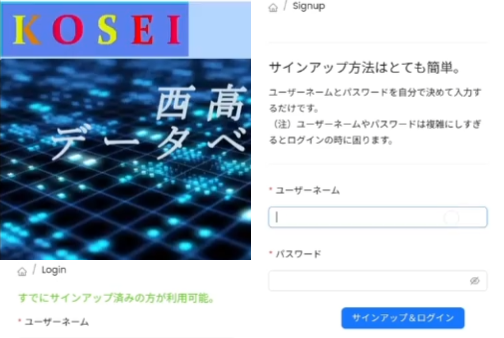 KOSEI
西高
データベ
/ Login
すでにサインアップ済みの方が利用可能。
* ユーザーネーム
/ Signup
サインアップ方法はとても簡単。
ユーザーネームとパスワードを自分で決めて入力す
るだけです。
（注）ユーザーネームやパスワードは複雑にしすぎ
るとログインの時に困ります。
* ユーザーネーム
* パスワード
サインアップ＆ログイン